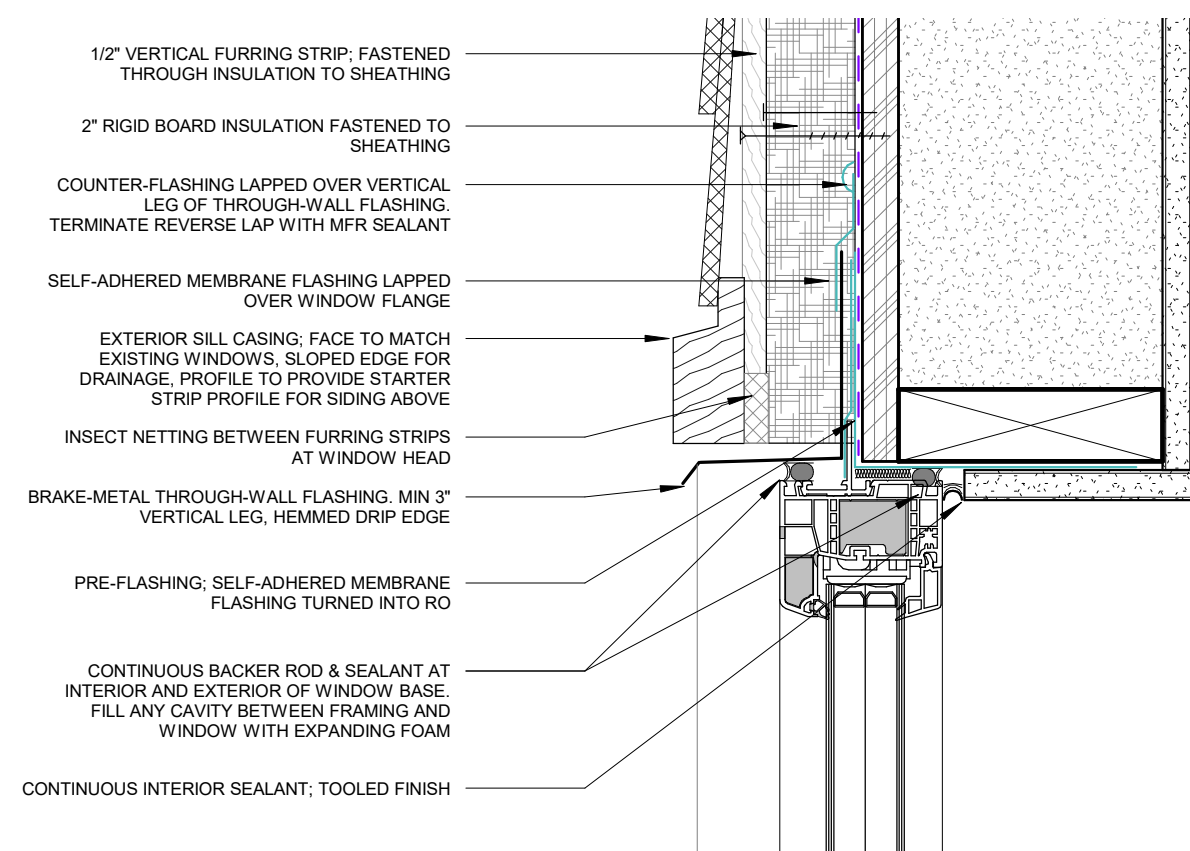 1/2" VERTICAL FURRING STRIP; FASTENED
THROUGH INSULATION TO SHEATHING
2" RIGID BOARD INSULATION FASTENED TO
SHEATHING
COUNTER-FLASHING LAPPED OVER VERTICAL
LEG OF THROUGH-WALL FLASHING.
TERMINATE REVERSE LAP WITH MFR SEALANT
SELF-ADHERED MEMBRANE FLASHING LAPPED
OVER WINDOW FLANGE
EXTERIOR SILL CASING; FACE TO MATCH
EXISTING WINDOWS, SLOPED EDGE FOR
DRAINAGE, PROFILE TO PROVIDE STARTER
STRIP PROFILE FOR SIDING ABOVE
INSECT NETTING BETWEEN FURRING STRIPS
AT WINDOW HEAD
BRAKE-METAL THROUGH-WALL FLASHING. MIN 3"
VERTICAL LEG, HEMMED DRIP EDGE
PRE-FLASHING; SELF-ADHERED MEMBRANE
FLASHING TURNED INTO RO
CONTINUOUS BACKER ROD & SEALANT AT
INTERIOR AND EXTERIOR OF WINDOW BASE.
FILL ANY CAVITY BETWEEN FRAMING AND
WINDOW WITH EXPANDING FOAM
CONTINUOUS INTERIOR SEALANT; TOOLED FINISH